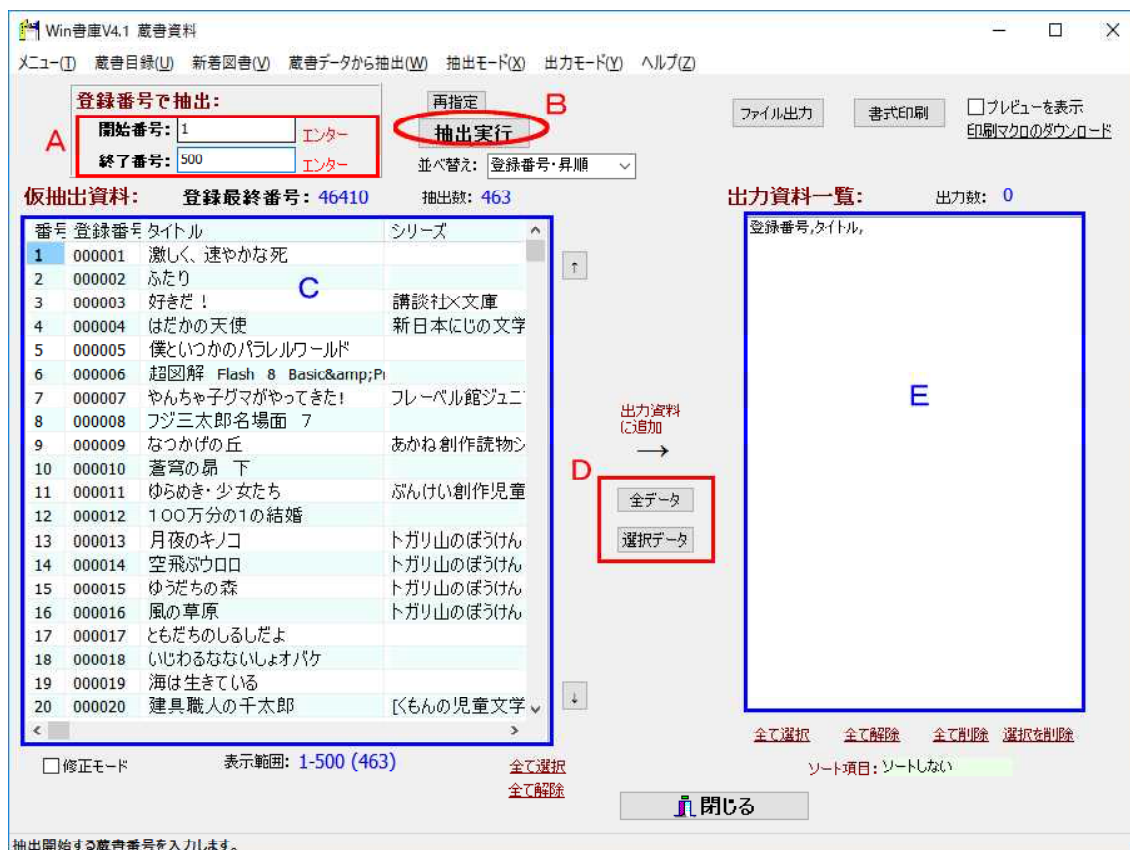 Win書庫V4.1 蔵書資料
メニュー(T) 蔵書目録(U) 新着図書(V) 蔵書データから抽出(W) 抽出モード(X) 出力モード(Y) ヘルプ(Z)
登録番号で抽出:
A
開始番号: 1 エンター
終了番号: 500 エンター
再指定
B
抽出実行
並べ替え: 登録番号・昇順
ファイル出力 書式印刷 プレビューを表示
印刷マクロのダウンロード
仮抽出資料: 登録最終番号: 46410 抽出数: 463
出力資料一覧: 出力数: 0
番号 登録番号 タイトル シリーズ
1 000001 激しく、速やかな死
2 000002 ふたり
3 000003 好きだ! 講談社×文庫
4 000004 はだかの天使 新日本にじの文学
5 000005 僕といつかのパラレルワールド
6 000006 超図解 Flash 8 Basic&amp;Pr
7 000007 やんちゃ子グマがやってきた! フレーベル館ジュニ
8 000008 フジ三太郎名場面 7
9 000009 なつかげの丘 あかね創作読物シ
10 000010 蒼穹の昴 下
11 000011 ゆらめき・少女たち ぶんけい創作児童
12 000012 100万分の1の結婚
13 000013 月夜のキノコ トガリ山のぼうけん
14 000014 空飛ぶウロロ トガリ山のぼうけん
15 000015 ゆうだちの森 トガリ山のぼうけん
16 000016 風の草原 トガリ山のぼうけん
17 000017 ともだちのしるしだよ
18 000018 いじわるなないしょオバケ
19 000019 海は生きている
20 000020 建具職人の千太郎 [くもんの児童文学
C
↑
↓
出力資料
に追加
→
D
全データ
選択データ
登録番号,タイトル,
E
全て選択 全て解除 全て削除 選択を削除
ソート項目: ソートしない
修正モード 表示範囲: 1-500 (463) 全て選択
全て解除
閉じる
抽出開始する蔵書番号を入力します。